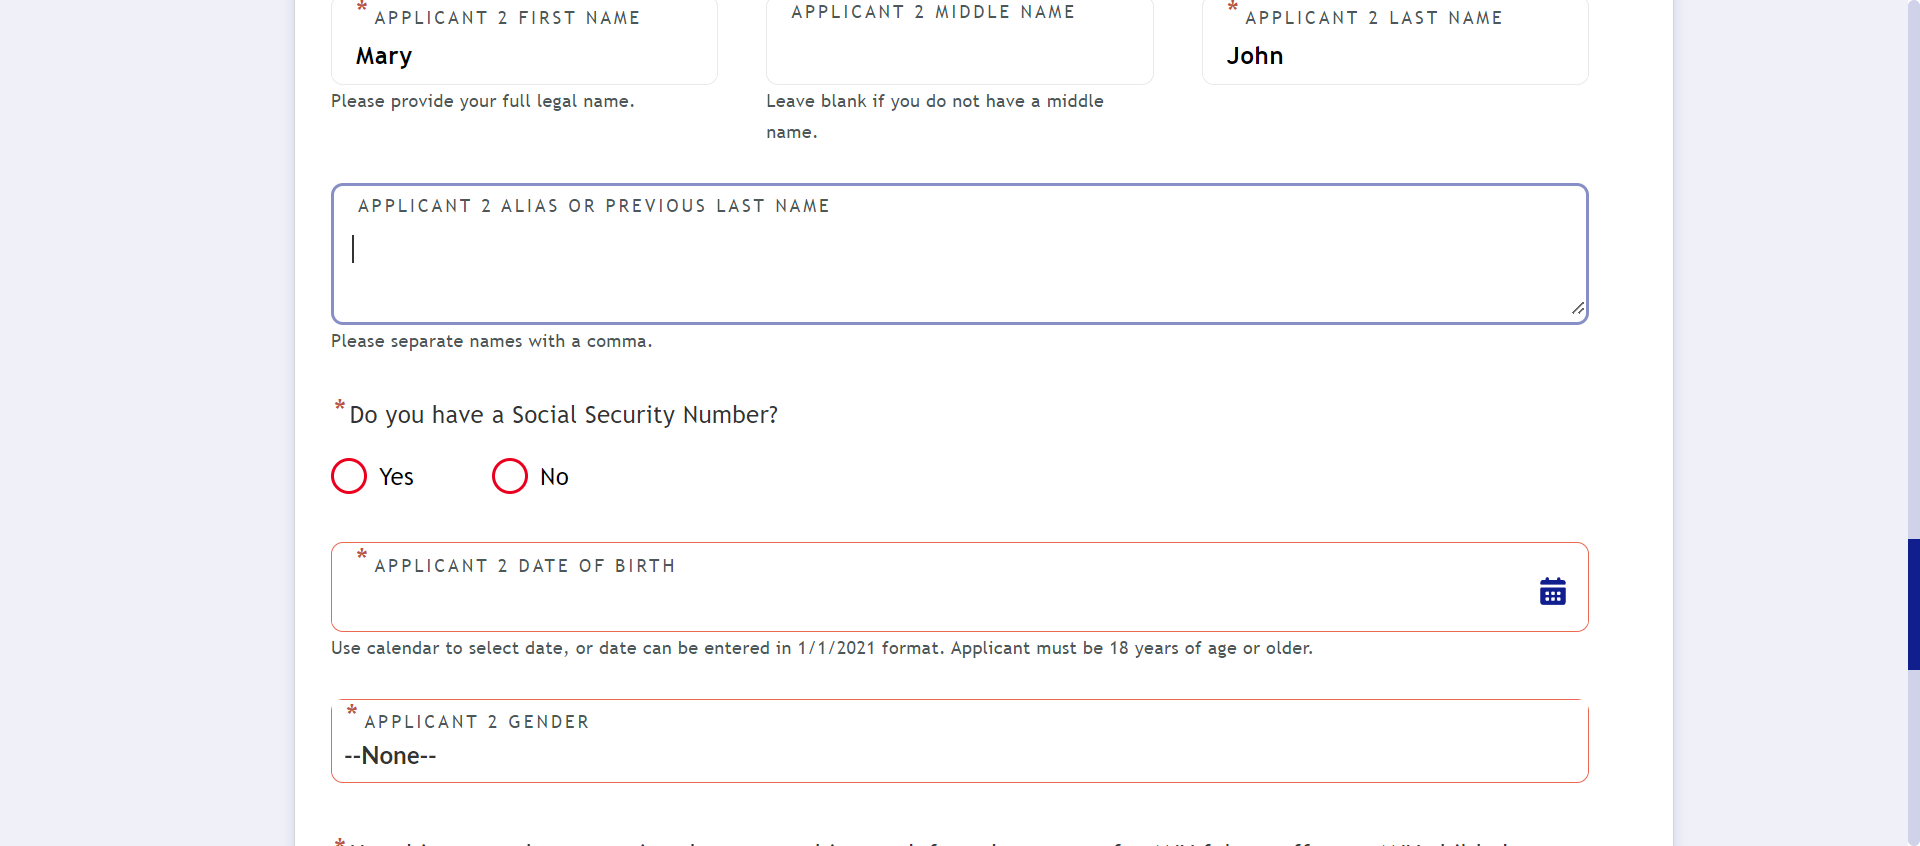 * APPLICANT 2 FIRST NAME
Mary
Please provide your full legal name.
APPLICANT 2 MIDDLE NAME
Leave blank if you do not have a middle
name.
* APPLICANT 2 LAST NAME
John
APPLICANT 2 ALIAS OR PREVIOUS LAST NAME
Please separate names with a comma.
*Do you have a Social Security Number?
Yes No
* APPLICANT 2 DATE OF BIRTH
Use calendar to select date, or date can be entered in 1/1/2021 format. Applicant must be 18 years of age or older.
* APPLICANT 2 GENDER
--None--